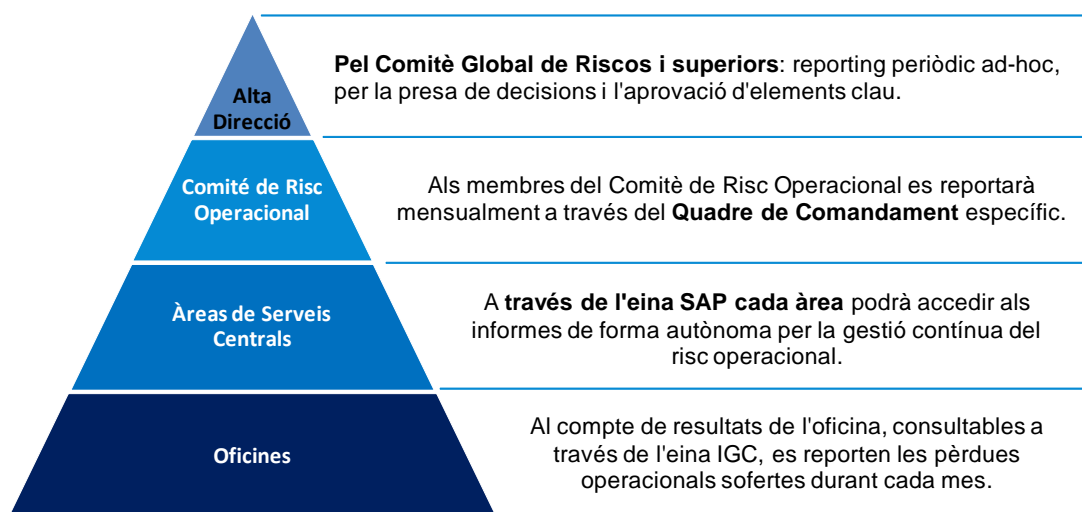 Alta
Direcció
Pel Comitè Global de Riscos i superiors: reporting periòdic ad-hoc,
per la presa de decisions i l'aprovació d'elements clau.
Comité de Risc
Operacional
Als membres del Comitè de Risc Operacional es reportarà
mensualment a través del Quadre de Comandament específic.
Àreas de Serveis
Centrals
A través de l'eina SAP cada àrea podrà accedir als
informes de forma autònoma per la gestió contínua del
risc operacional.
Oficines
Al compte de resultats de l'oficina, consultables a
través de l'eina IGC, es reporten les pèrdues
operacionals sofertes durant cada mes.